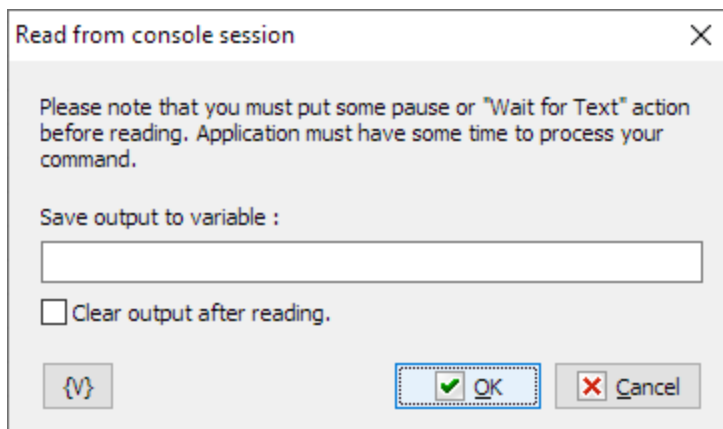 Read from console session
Please note that you must put some pause or "Wait for Text" action
before reading. Application must have some time to process your
command.
Save output to variable :
Clear output after reading.
{V}
OK
Cancel